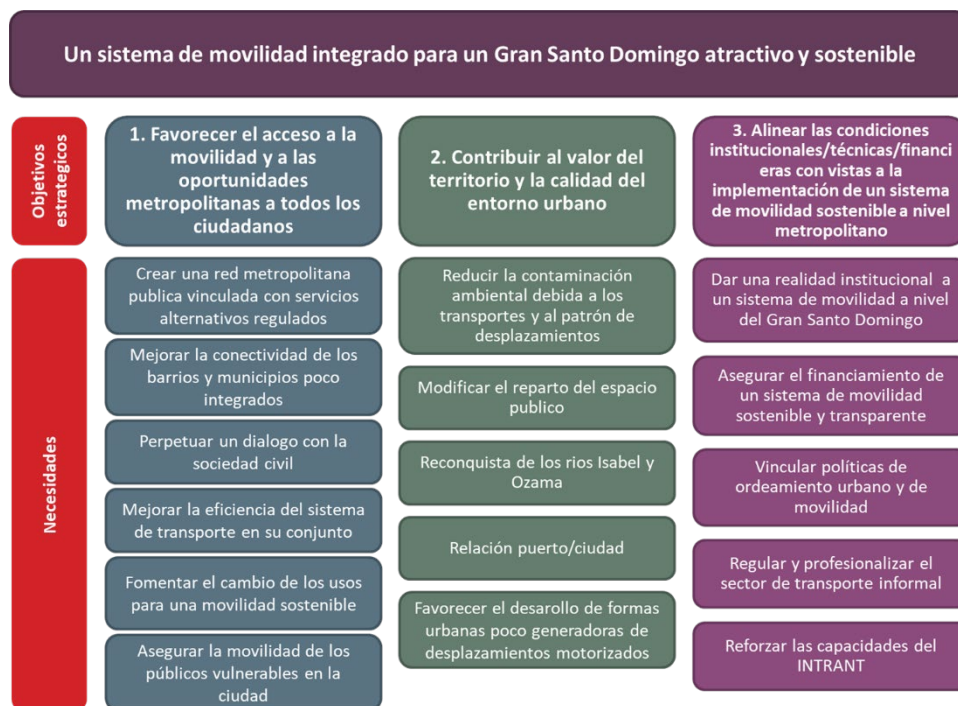 Un sistema de movilidad integrado para un Gran Santo Domingo atractivo y sostenible
Objetivos
estrategicos
1. Favorecer el acceso a la
movilidad y a las
oportunidades
metropolitanas a todos los
ciudadanos
2. Contribuir al valor del
territorio y la calidad del
entorno urbano
3. Alinear las condiciones
institucionales/técnicas/financi
eras con vistas a la
implementación de un sistema
de movilidad sostenible a nivel
metropolitano
Necesidades
Crear una red metropolitana
publica vinculada con servicios
alternativos regulados
Mejorar la conectividad de los
barrios y municipios poco
integrados
Perpetuar un dialogo con la
sociedad civil
Mejorar la eficiencia del sistema
de transporte en su conjunto
Fomentar el cambio de los usos
para una movilidad sostenible
Asegurar la movilidad de los
públicos vulnerables en la
ciudad
Reducir la contaminación
ambiental debida a los
transportes y al patrón de
desplazamientos
Modificar el reparto del espacio
publico
Reconquista de los rios Isabel y
Ozama
Relación puerto/ciudad
Favorecer el desarollo de formas
urbanas poco generadoras de
desplazamientos motorizados
Dar una realidad institucional a
un sistema de movilidad a nivel
del Gran Santo Domingo
Asegurar el financiamiento de
un sistema de movilidad
sostenible y transparente
Vincular políticas de
ordeamiento urbano y de
movilidad
Regular y profesionalizar el
sector de transporte informal
Reforzar las capacidades del
INTRANT